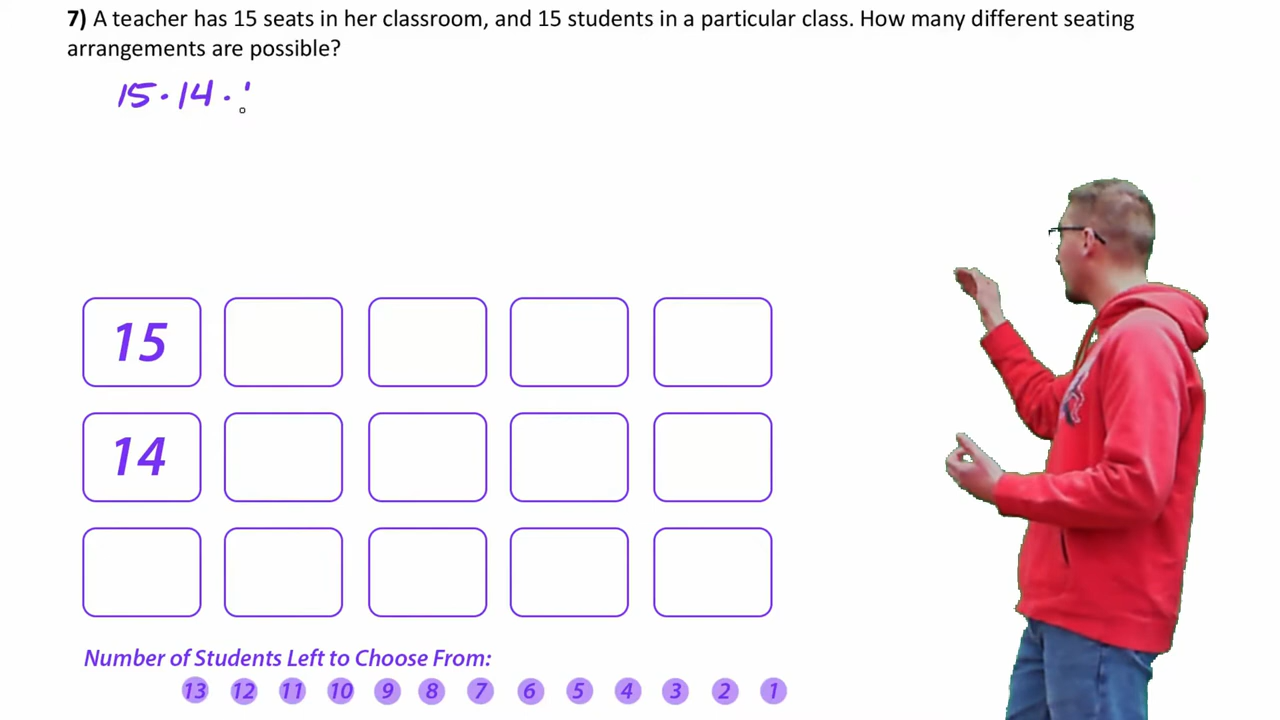 7) A teacher has 15 seats in her classroom, and 15 students in a particular class. How many different seating
arrangements are possible?
15 · 14 ·
15
14
Number of Students Left to Choose From:
13 12 11 10 9 8 7 6 5 4 3 2 1